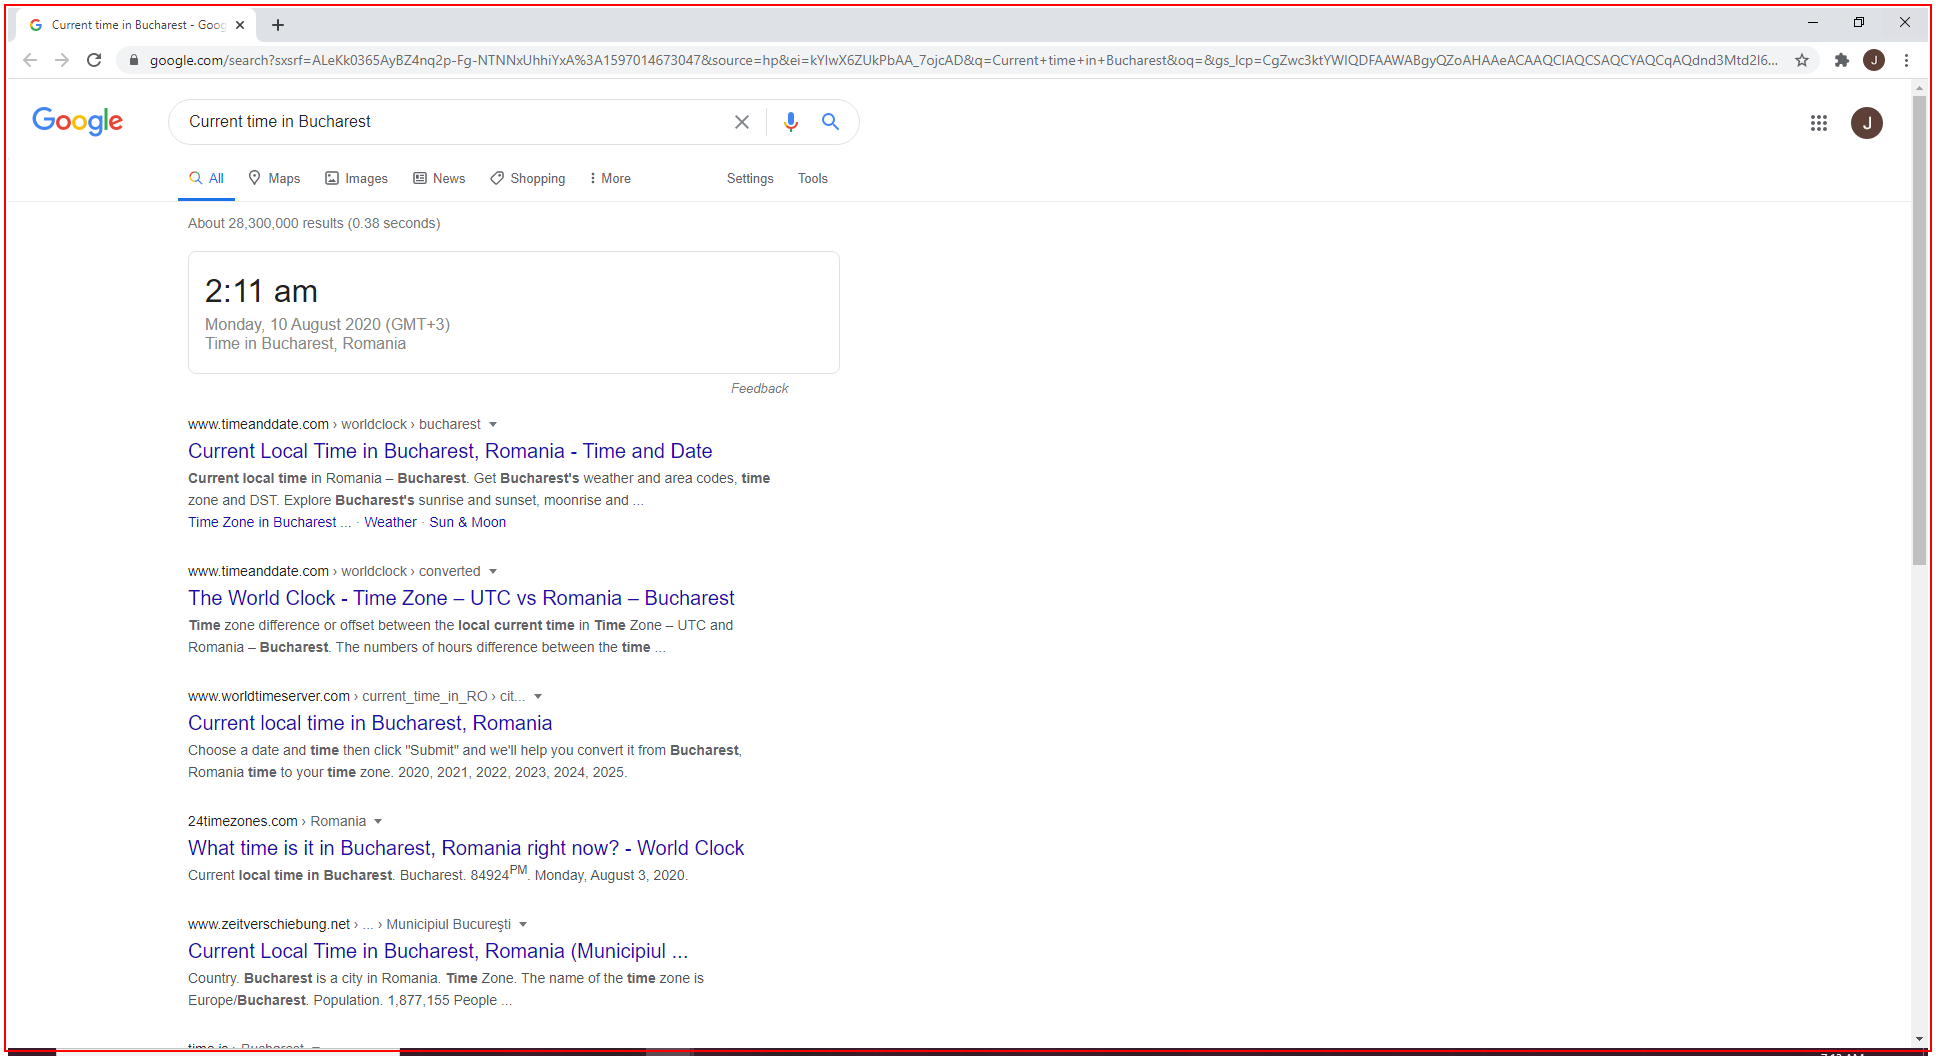 Current time in Bucharest - Goog
google.com/search?sxsrf=ALeKk0365AyBZ4nq2p-Fg-NTNNxUhhiYxA%3A1597014673047&source=hp&ei=kYIwX6ZUkPbAA_7ojcAD&q=Current+time+in+Bucharest&oq=&gs_lcp=CgZwc3ktYWIQDFAAWABgyQZoAHAAeACAAQCIAQCSAQCYAQCqAQdnd3Mtd2l6...
J
Google
Current time in Bucharest
J
All Maps Images News Shopping More Settings Tools
About 28,300,000 results (0.38 seconds)
2:11 am
Monday, 10 August 2020 (GMT+3)
Time in Bucharest, Romania
Feedback
www.timeanddate.com › worldclock › bucharest
Current Local Time in Bucharest, Romania - Time and Date
Current local time in Romania – Bucharest. Get Bucharest's weather and area codes, time
zone and DST. Explore Bucharest's sunrise and sunset, moonrise and ...
Time Zone in Bucharest ... · Weather · Sun & Moon
www.timeanddate.com › worldclock › converted
The World Clock - Time Zone – UTC vs Romania – Bucharest
Time zone difference or offset between the local current time in Time Zone – UTC and
Romania – Bucharest. The numbers of hours difference between the time ...
www.worldtimeserver.com › current_time_in_RO › cit...
Current local time in Bucharest, Romania
Choose a date and time then click "Submit" and we'll help you convert it from Bucharest,
Romania time to your time zone. 2020, 2021, 2022, 2023, 2024, 2025.
24timezones.com › Romania
What time is it in Bucharest, Romania right now? - World Clock
Current local time in Bucharest. Bucharest. 84924PM. Monday, August 3, 2020.
www.zeitverschiebung.net › ... › Municipiul București
Current Local Time in Bucharest, Romania (Municipiul ...
Country. Bucharest is a city in Romania. Time Zone. The name of the time zone is
Europe/Bucharest. Population. 1,877,155 People ...
time.is › Bucharest